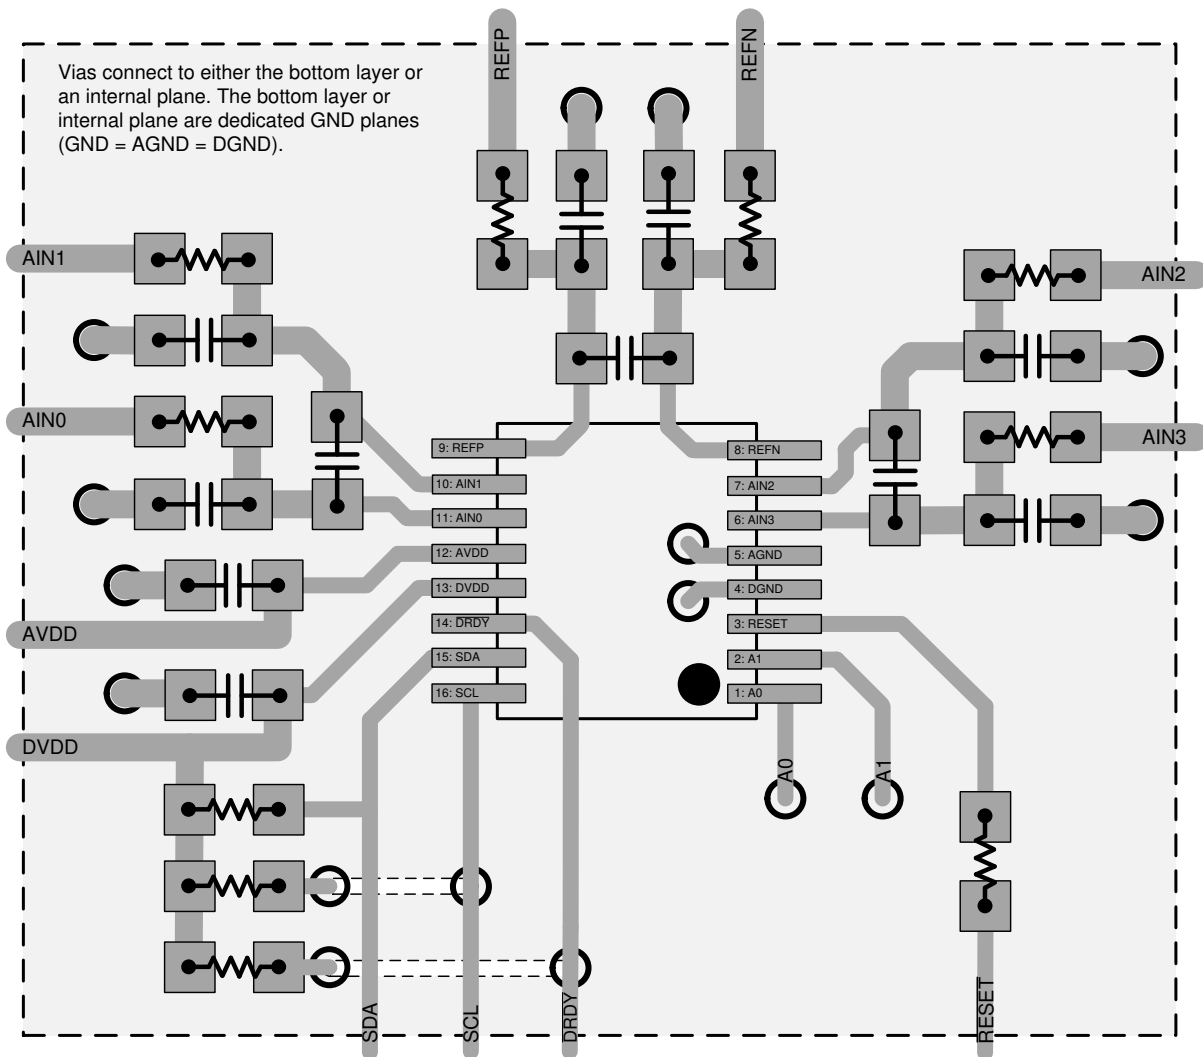 REFP
REFN
Vias connect to either the bottom layer or
an internal plane. The bottom layer or
internal plane are dedicated GND planes
(GND = AGND = DGND).
AIN1
AIN2
AIN0
AIN3
9: REFP
8: REFN
10: AIN1
7: AIN2
11: AIN0
6: AIN3
12: AVDD
5: AGND
13: DVDD
4: DGND
14: D̅R̅D̅Y̅
3: RESET
15: SDA
2: A1
16: SCL
1: A0
AVDD
DVDD
A0
A1
SDA
SCL
D̅R̅D̅Y̅
R̅E̅S̅E̅T̅